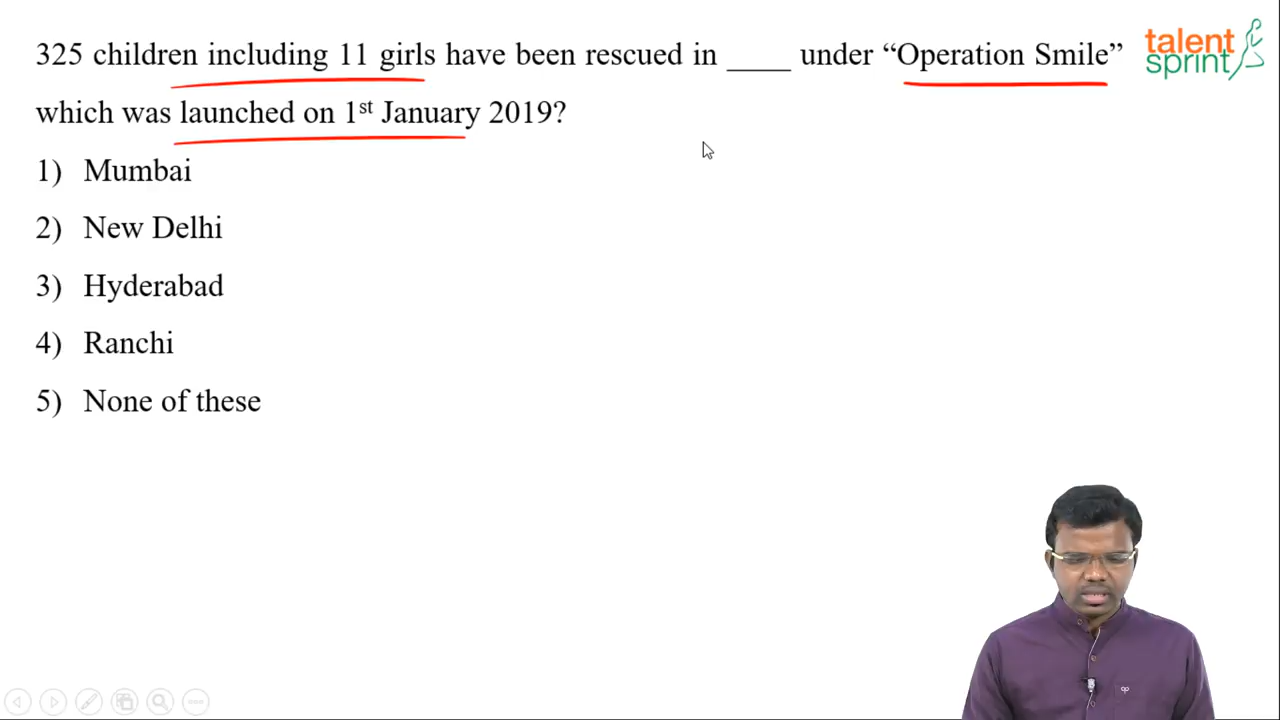 325 children including 11 girls have been rescued in ____ under “Operation Smile”
which was launched on 1st January 2019?
1) Mumbai
2) New Delhi
3) Hyderabad
4) Ranchi
5) None of these
talent
sprint